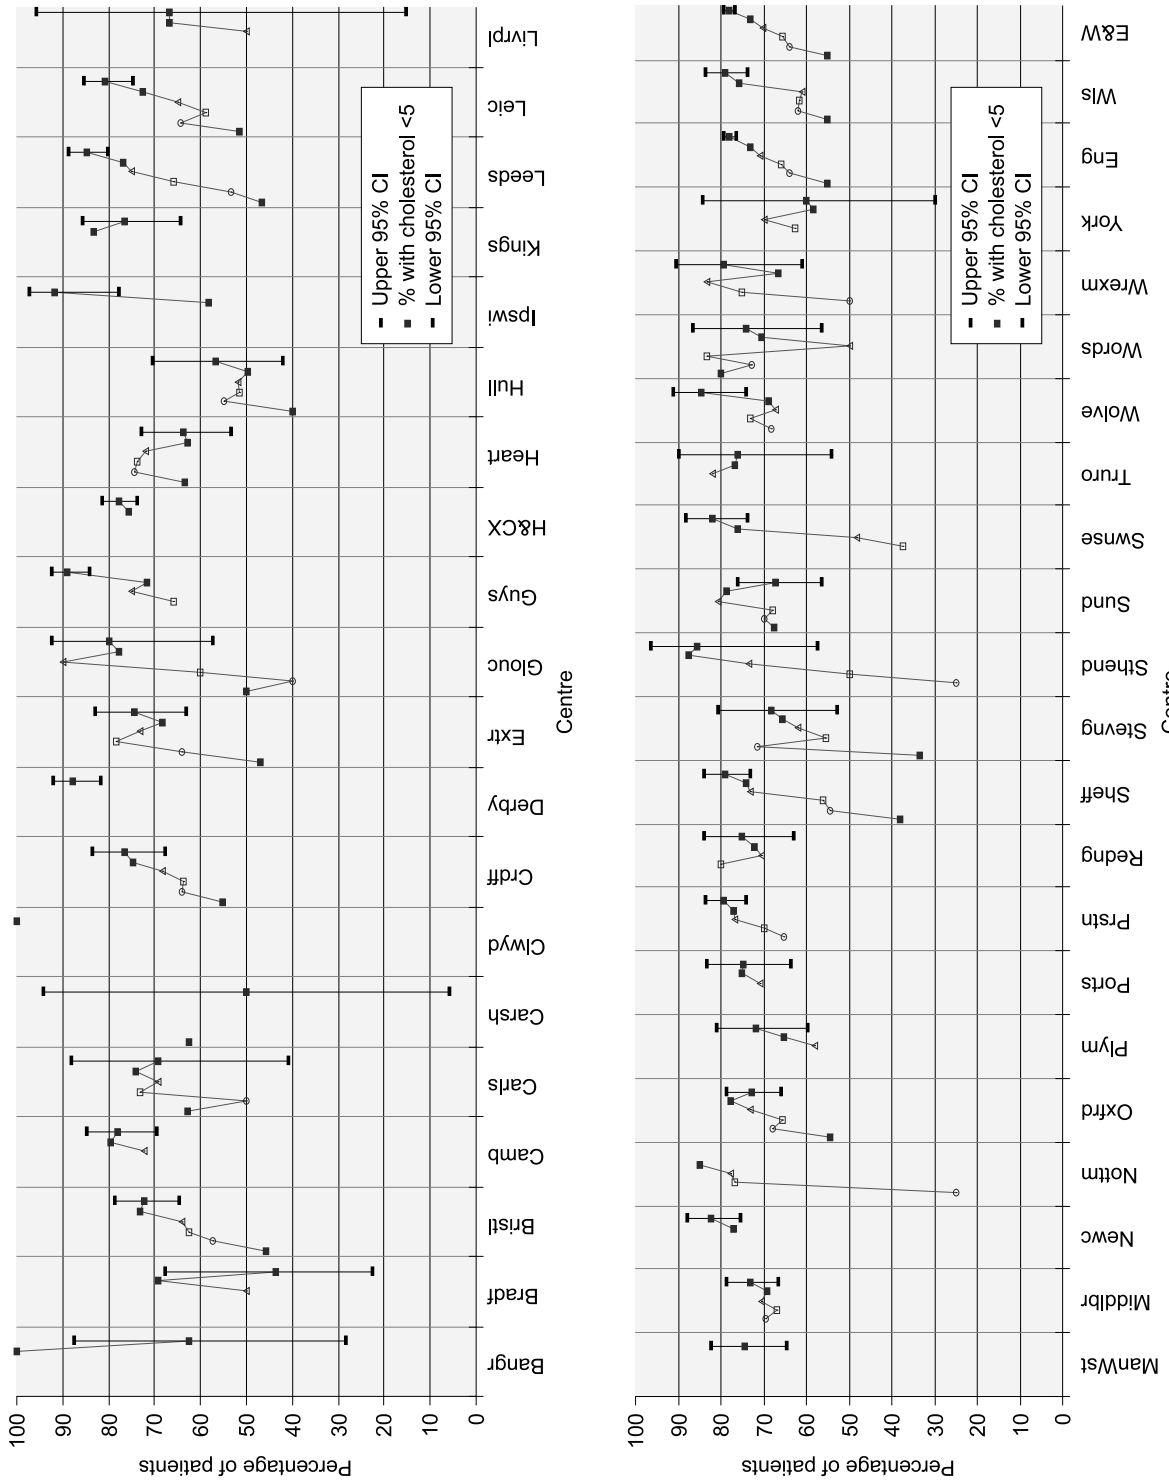 Percentage of patients
100
90
80
70
60
50
40
30
20
10
0
Bangr
Bradf
Bristl
Camb
Carls
Carsh
Clwyd
Crdff
Derby
Extr
Glouc
Guys
H&CX
Heart
Hull
Ipswi
Kings
Leeds
Leic
Livrpl
Centre
Upper 95% CI
% with cholesterol <5
Lower 95% CI
Percentage of patients
100
90
80
70
60
50
40
30
20
10
0
ManWst
Middlbr
Newc
Nottm
Oxfrd
Plym
Ports
Prstn
Redng
Sheff
Stevng
Sthend
Sund
Swnse
Truro
Wolve
Words
Wrexm
York
Eng
Wls
E&W
Centre
Upper 95% CI
% with cholesterol <5
Lower 95% CI